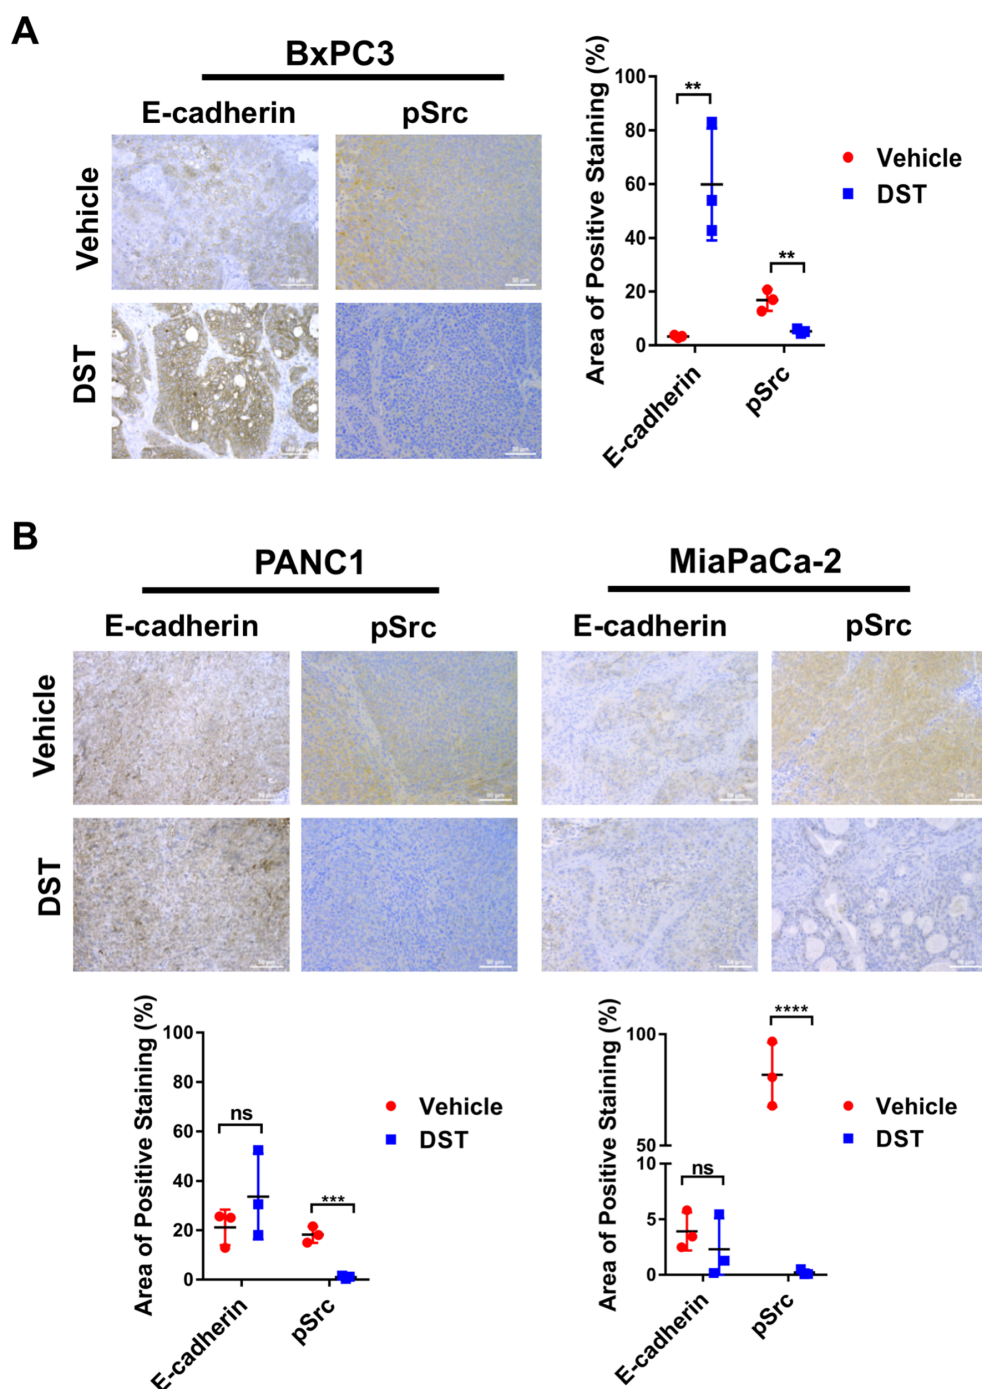 A
BxPC3
E-cadherin pSrc
Vehicle
DST
Area of Positive Staining (%)
100
80
60
40
20
0
**
**
E-cadherin
pSrc
Vehicle
DST
B
PANC1
E-cadherin pSrc
Vehicle
DST
MiaPaCa-2
E-cadherin pSrc
Area of Positive Staining (%)
100
80
60
40
20
0
ns
***
E-cadherin
pSrc
Vehicle
DST
Area of Positive Staining (%)
100
50
10
5
0
ns
****
E-cadherin
pSrc
Vehicle
DST